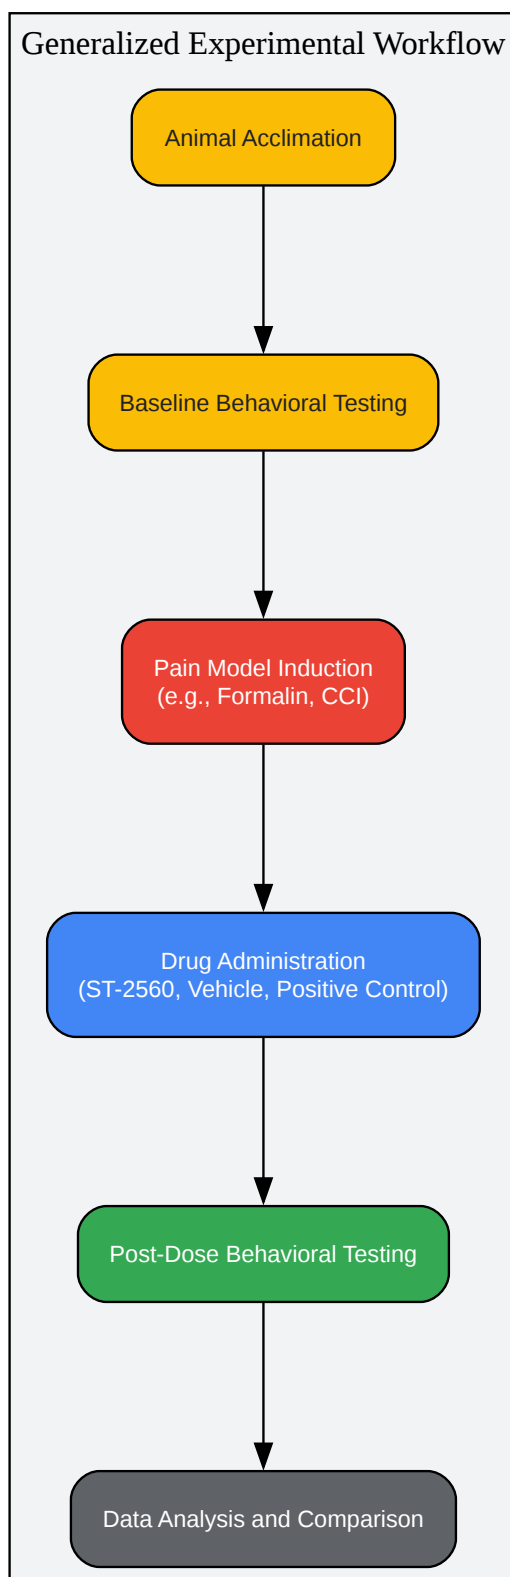 Generalized Experimental Workflow
Animal Acclimation
Baseline Behavioral Testing
Pain Model Induction
(e.g., Formalin, CCI)
Drug Administration
(ST-2560, Vehicle, Positive Control)
Post-Dose Behavioral Testing
Data Analysis and Comparison